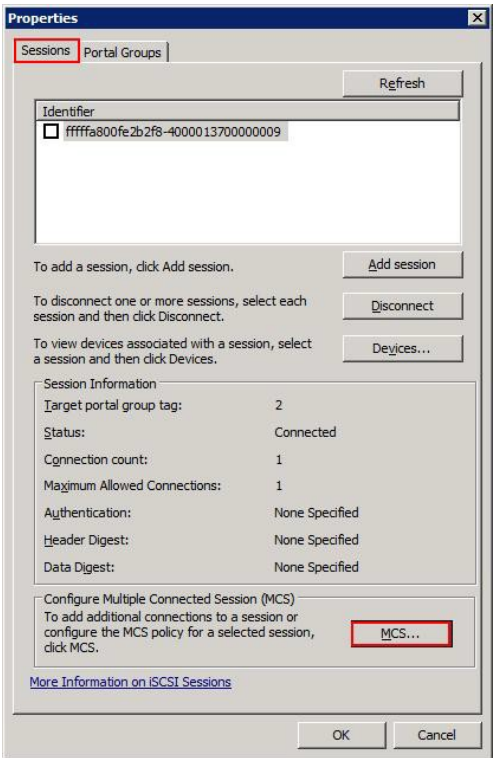 Properties
Sessions Portal Groups
Refresh
Identifier
fffffa800fe2b2f8-4000013700000009
To add a session, click Add session.
Add session
To disconnect one or more sessions, select each
session and then click Disconnect.
Disconnect
To view devices associated with a session, select
a session and then click Devices.
Devices...
Session Information
Target portal group tag: 2
Status: Connected
Connection count: 1
Maximum Allowed Connections: 1
Authentication: None Specified
Header Digest: None Specified
Data Digest: None Specified
Configure Multiple Connected Session (MCS)
To add additional connections to a session or
configure the MCS policy for a selected session,
click MCS.
MCS...
More Information on iSCSI Sessions
OK Cancel